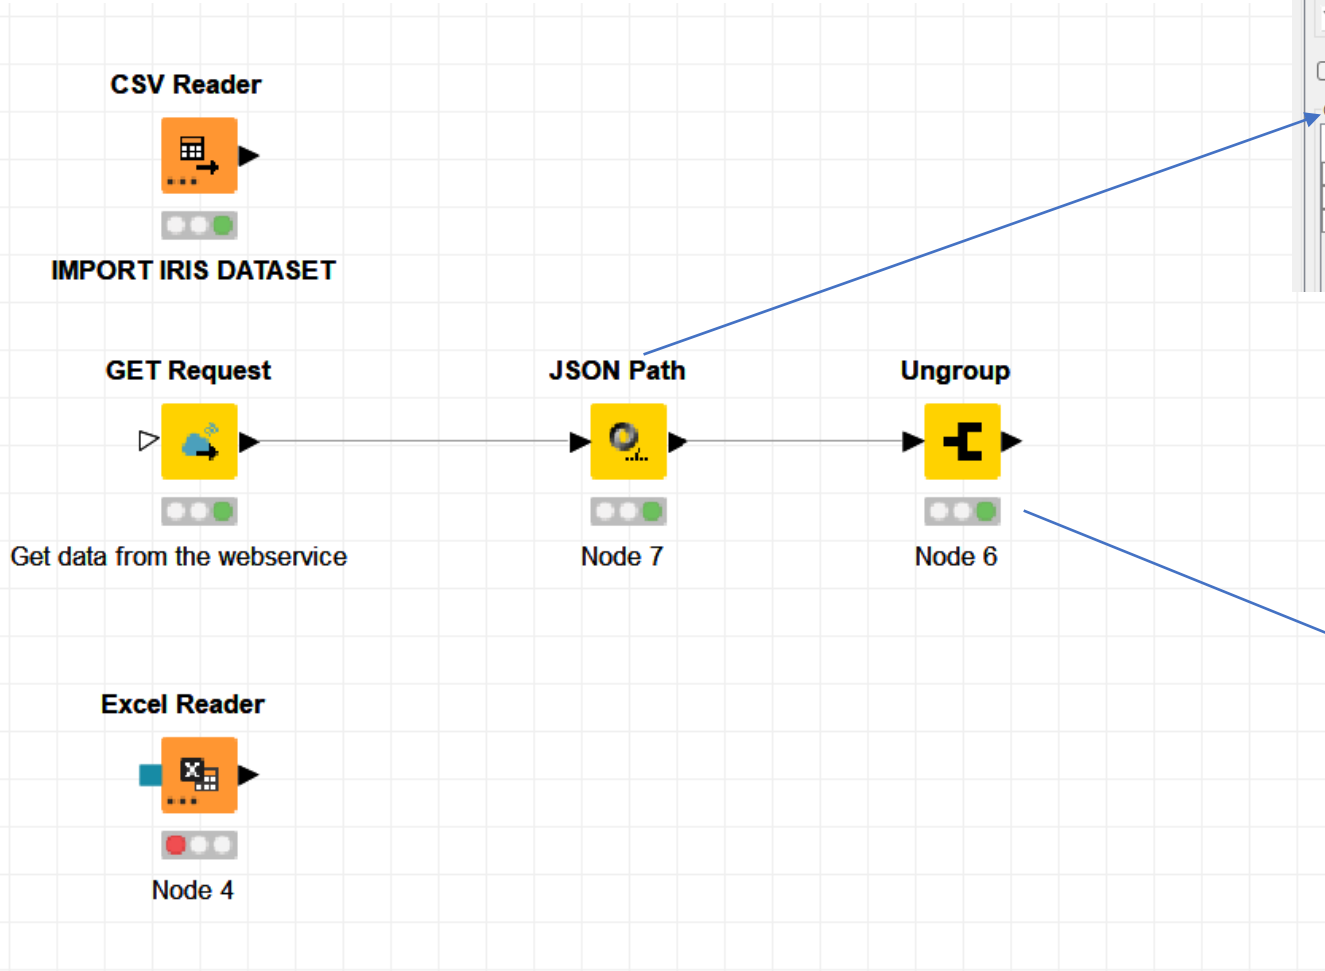 CSV Reader
IMPORT IRIS DATASET
GET Request
JSON Path
Ungroup
Get data from the webservice
Node 7
Node 6
Excel Reader
Node 4